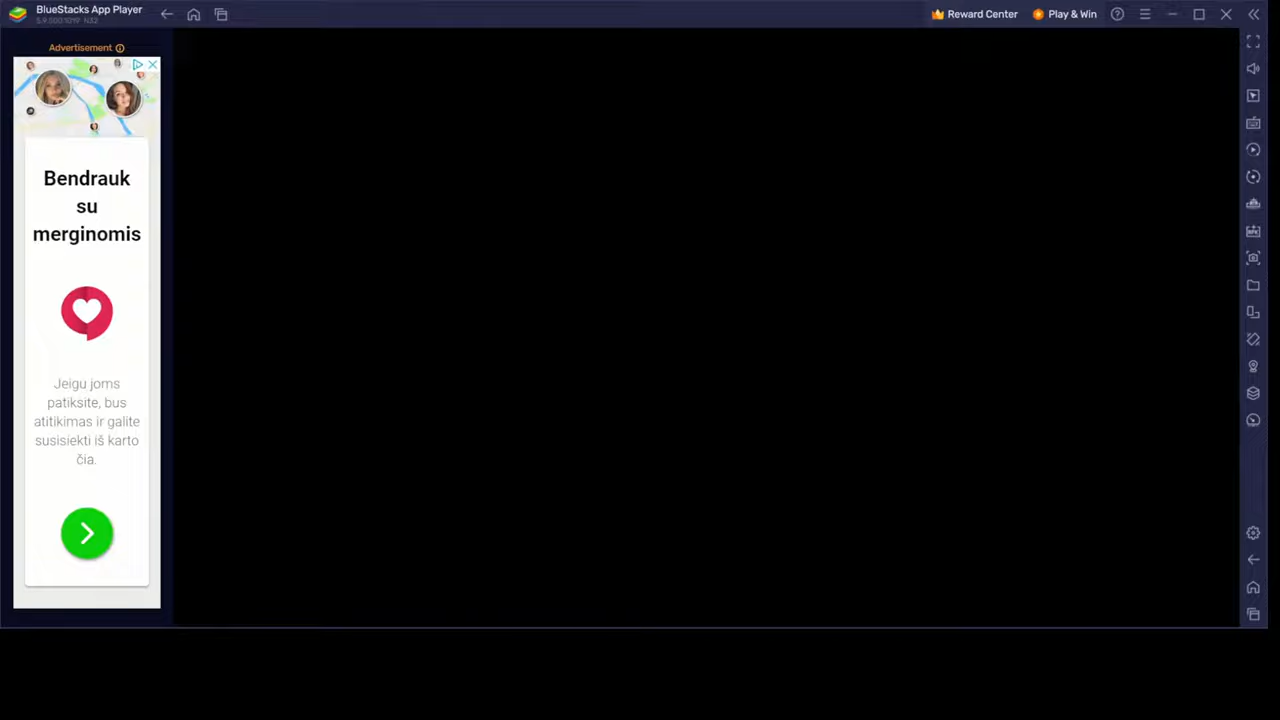 BlueStacks App Player
Reward Center
Play & Win
Advertisement
Bendrauk
su
merginomis
Jeigu joms
patiksite, bus
atitikimas ir galite
susisiekti iš karto
čia.